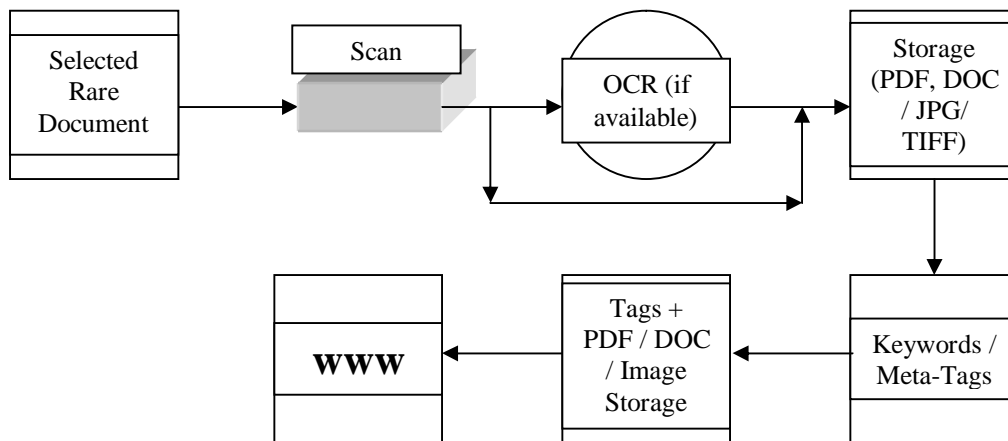 Selected
Rare
Document
Scan
OCR (if
available)
Storage
(PDF, DOC
/ JPG/
TIFF)
Keywords /
Meta-Tags
Tags +
PDF / DOC
/ Image
Storage
WWW